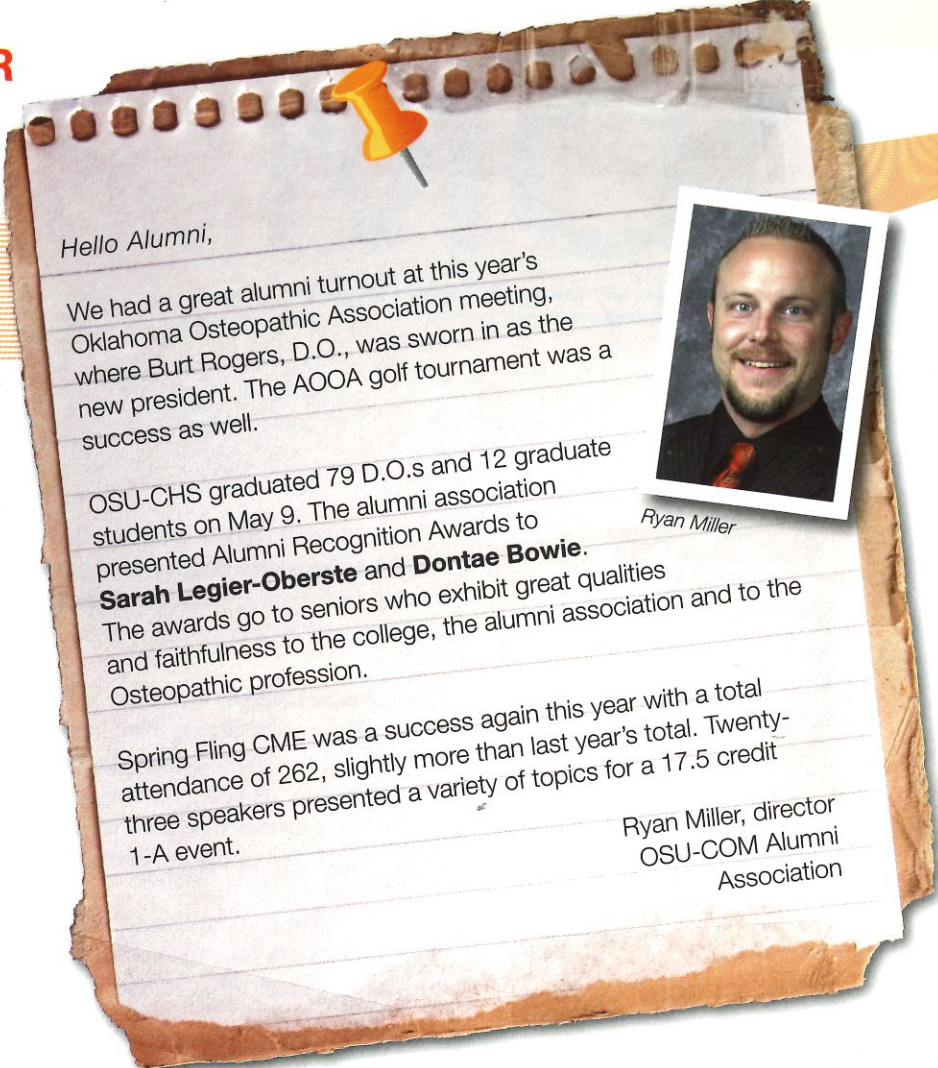 R
Hello Alumni,
We had a great alumni turnout at this year's
Oklahoma Osteopathic Association meeting,
where Burt Rogers, D.O., was sworn in as the
new president. The AOOA golf tournament was a
success as well.
OSU-CHS graduated 79 D.O.s and 12 graduate
students on May 9. The alumni association
presented Alumni Recognition Awards to
Sarah Legier-Oberste and Dontae Bowie.
The awards go to seniors who exhibit great qualities
and faithfulness to the college, the alumni association and to the
Osteopathic profession.
Spring Fling CME was a success again this year with a total
attendance of 262, slightly more than last year's total. Twenty-
three speakers presented a variety of topics for a 17.5 credit
1-A event.
Ryan Miller, director
OSU-COM Alumni
Association
Ryan Miller